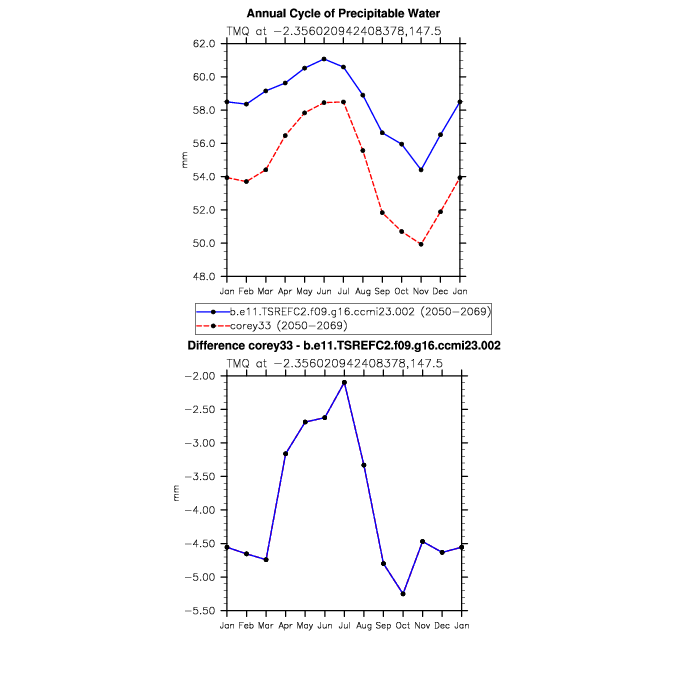 Annual Cycle of Precipitable Water
TMQ at −2.356020942408378,147.5
62.0
60.0
58.0
56.0
54.0
52.0
50.0
48.0
mm
Jan Feb Mar Apr May Jun Jul Aug Sep Oct Nov Dec Jan
b.e11.TSREFC2.f09.g16.ccmi23.002 (2050−2069)
corey33 (2050−2069)
Difference corey33 - b.e11.TSREFC2.f09.g16.ccmi23.002
TMQ at −2.356020942408378,147.5
−2.00
−2.50
−3.00
−3.50
−4.00
−4.50
−5.00
−5.50
mm
Jan Feb Mar Apr May Jun Jul Aug Sep Oct Nov Dec Jan